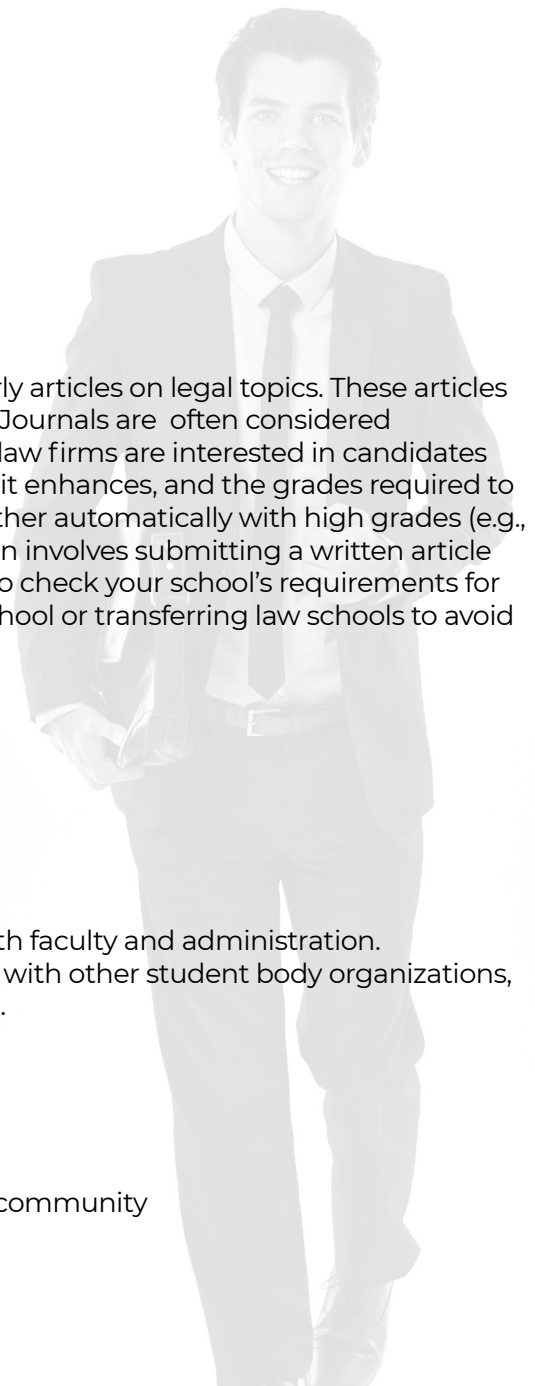 rly articles on legal topics. These articles
Journals are  often considered
law firms are interested in candidates
it enhances, and the grades required to
ther automatically with high grades (e.g.,
n involves submitting a written article
o check your school’s requirements for
hool or transferring law schools to avoid
th faculty and administration.
with other student body organizations,
.
community